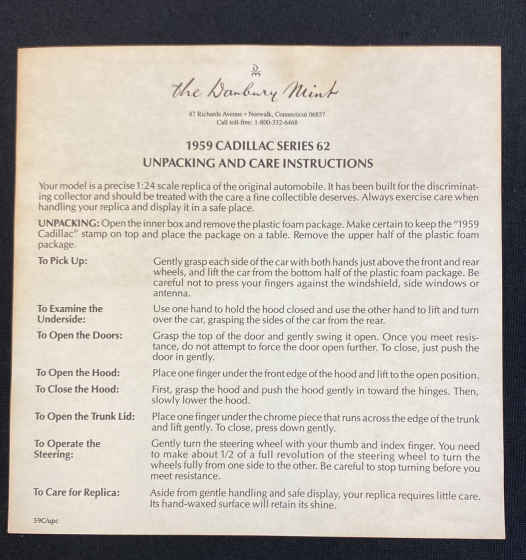 the Danbury Mint
47 Richards Avenue • Norwalk, Connecticut 06857
Call toll-free: 1-800-332-6468
1959 CADILLAC SERIES 62
UNPACKING AND CARE INSTRUCTIONS
Your model is a precise 1:24 scale replica of the original automobile. It has been built for the discriminat-
ing collector and should be treated with the care a fine collectible deserves. Always exercise care when
handling your replica and display it in a safe place.
UNPACKING: Open the inner box and remove the plastic foam package. Make certain to keep the "1959
Cadillac" stamp on top and place the package on a table. Remove the upper half of the plastic foam
package.
To Pick Up: Gently grasp each side of the car with both hands just above the front and rear
wheels, and lift the car from the bottom half of the plastic foam package. Be
careful not to press your fingers against the windshield, side windows or
antenna.
To Examine the Use one hand to hold the hood closed and use the other hand to lift and turn
Underside: over the car, grasping the sides of the car from the rear.
To Open the Doors: Grasp the top of the door and gently swing it open. Once you meet resis-
tance, do not attempt to force the door open further. To close, just push the
door in gently.
To Open the Hood: Place one finger under the front edge of the hood and lift to the open position.
To Close the Hood: First, grasp the hood and push the hood gently in toward the hinges. Then,
slowly lower the hood.
To Open the Trunk Lid: Place one finger under the chrome piece that runs across the edge of the trunk
and lift gently. To close, press down gently.
To Operate the Gently turn the steering wheel with your thumb and index finger. You need
Steering: to make about 1/2 of a full revolution of the steering wheel to turn the
wheels fully from one side to the other. Be careful to stop turning before you
meet resistance.
To Care for Replica: Aside from gentle handling and safe display, your replica requires little care.
Its hand-waxed surface will retain its shine.
59C/upc